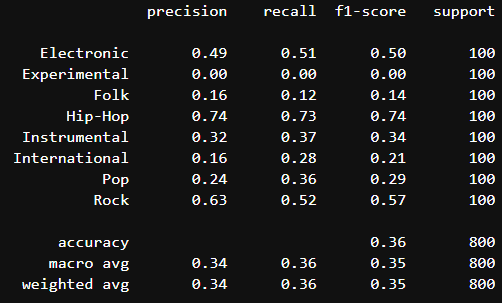 precision recall f1-score support
Electronic 0.49 0.51 0.50 100
Experimental 0.00 0.00 0.00 100
Folk 0.16 0.12 0.14 100
Hip-Hop 0.74 0.73 0.74 100
Instrumental 0.32 0.37 0.34 100
International 0.16 0.28 0.21 100
Pop 0.24 0.36 0.29 100
Rock 0.63 0.52 0.57 100
accuracy 0.36 800
macro avg 0.34 0.36 0.35 800
weighted avg 0.34 0.36 0.35 800